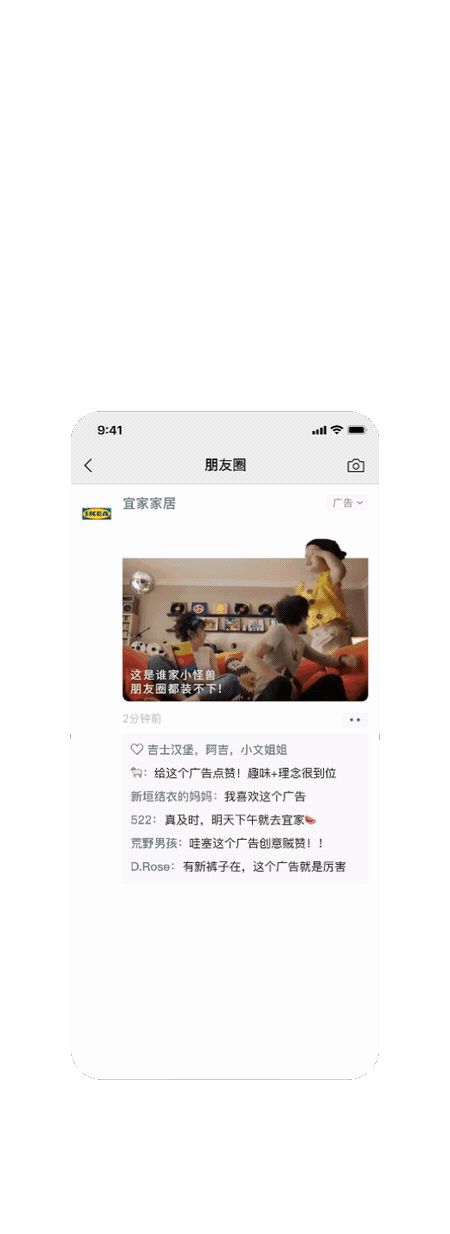 9:41
朋友圈
宜家家居
广告
IKEA
这是谁家小怪兽
朋友圈都装不下!
2分钟前
吉士汉堡，阿吉，小文姐姐
🐑：给这个广告点赞！趣味+理念很到位
新垣结衣的妈妈：我喜欢这个广告
522：真及时，明天下午就去宜家🍉
荒野男孩：哇塞这个广告创意贼赞！！
D.Rose：有新裤子在，这个广告就是厉害